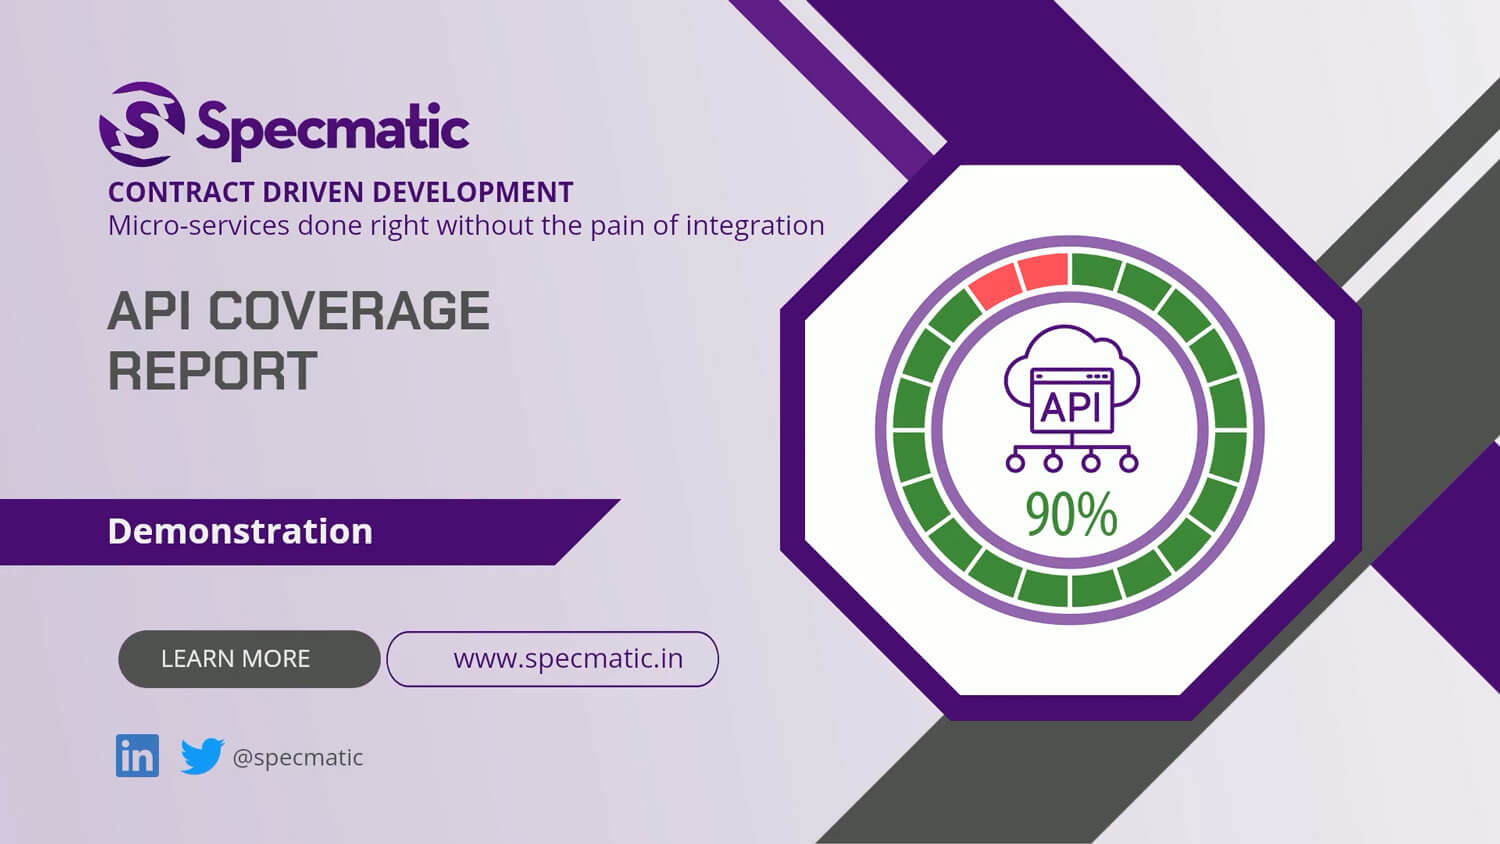 Specmatic
CONTRACT DRIVEN DEVELOPMENT
Micro-services done right without the pain of integration
API COVERAGE
REPORT
API
90%
Demonstration
LEARN MORE
www.specmatic.in
in
@specmatic